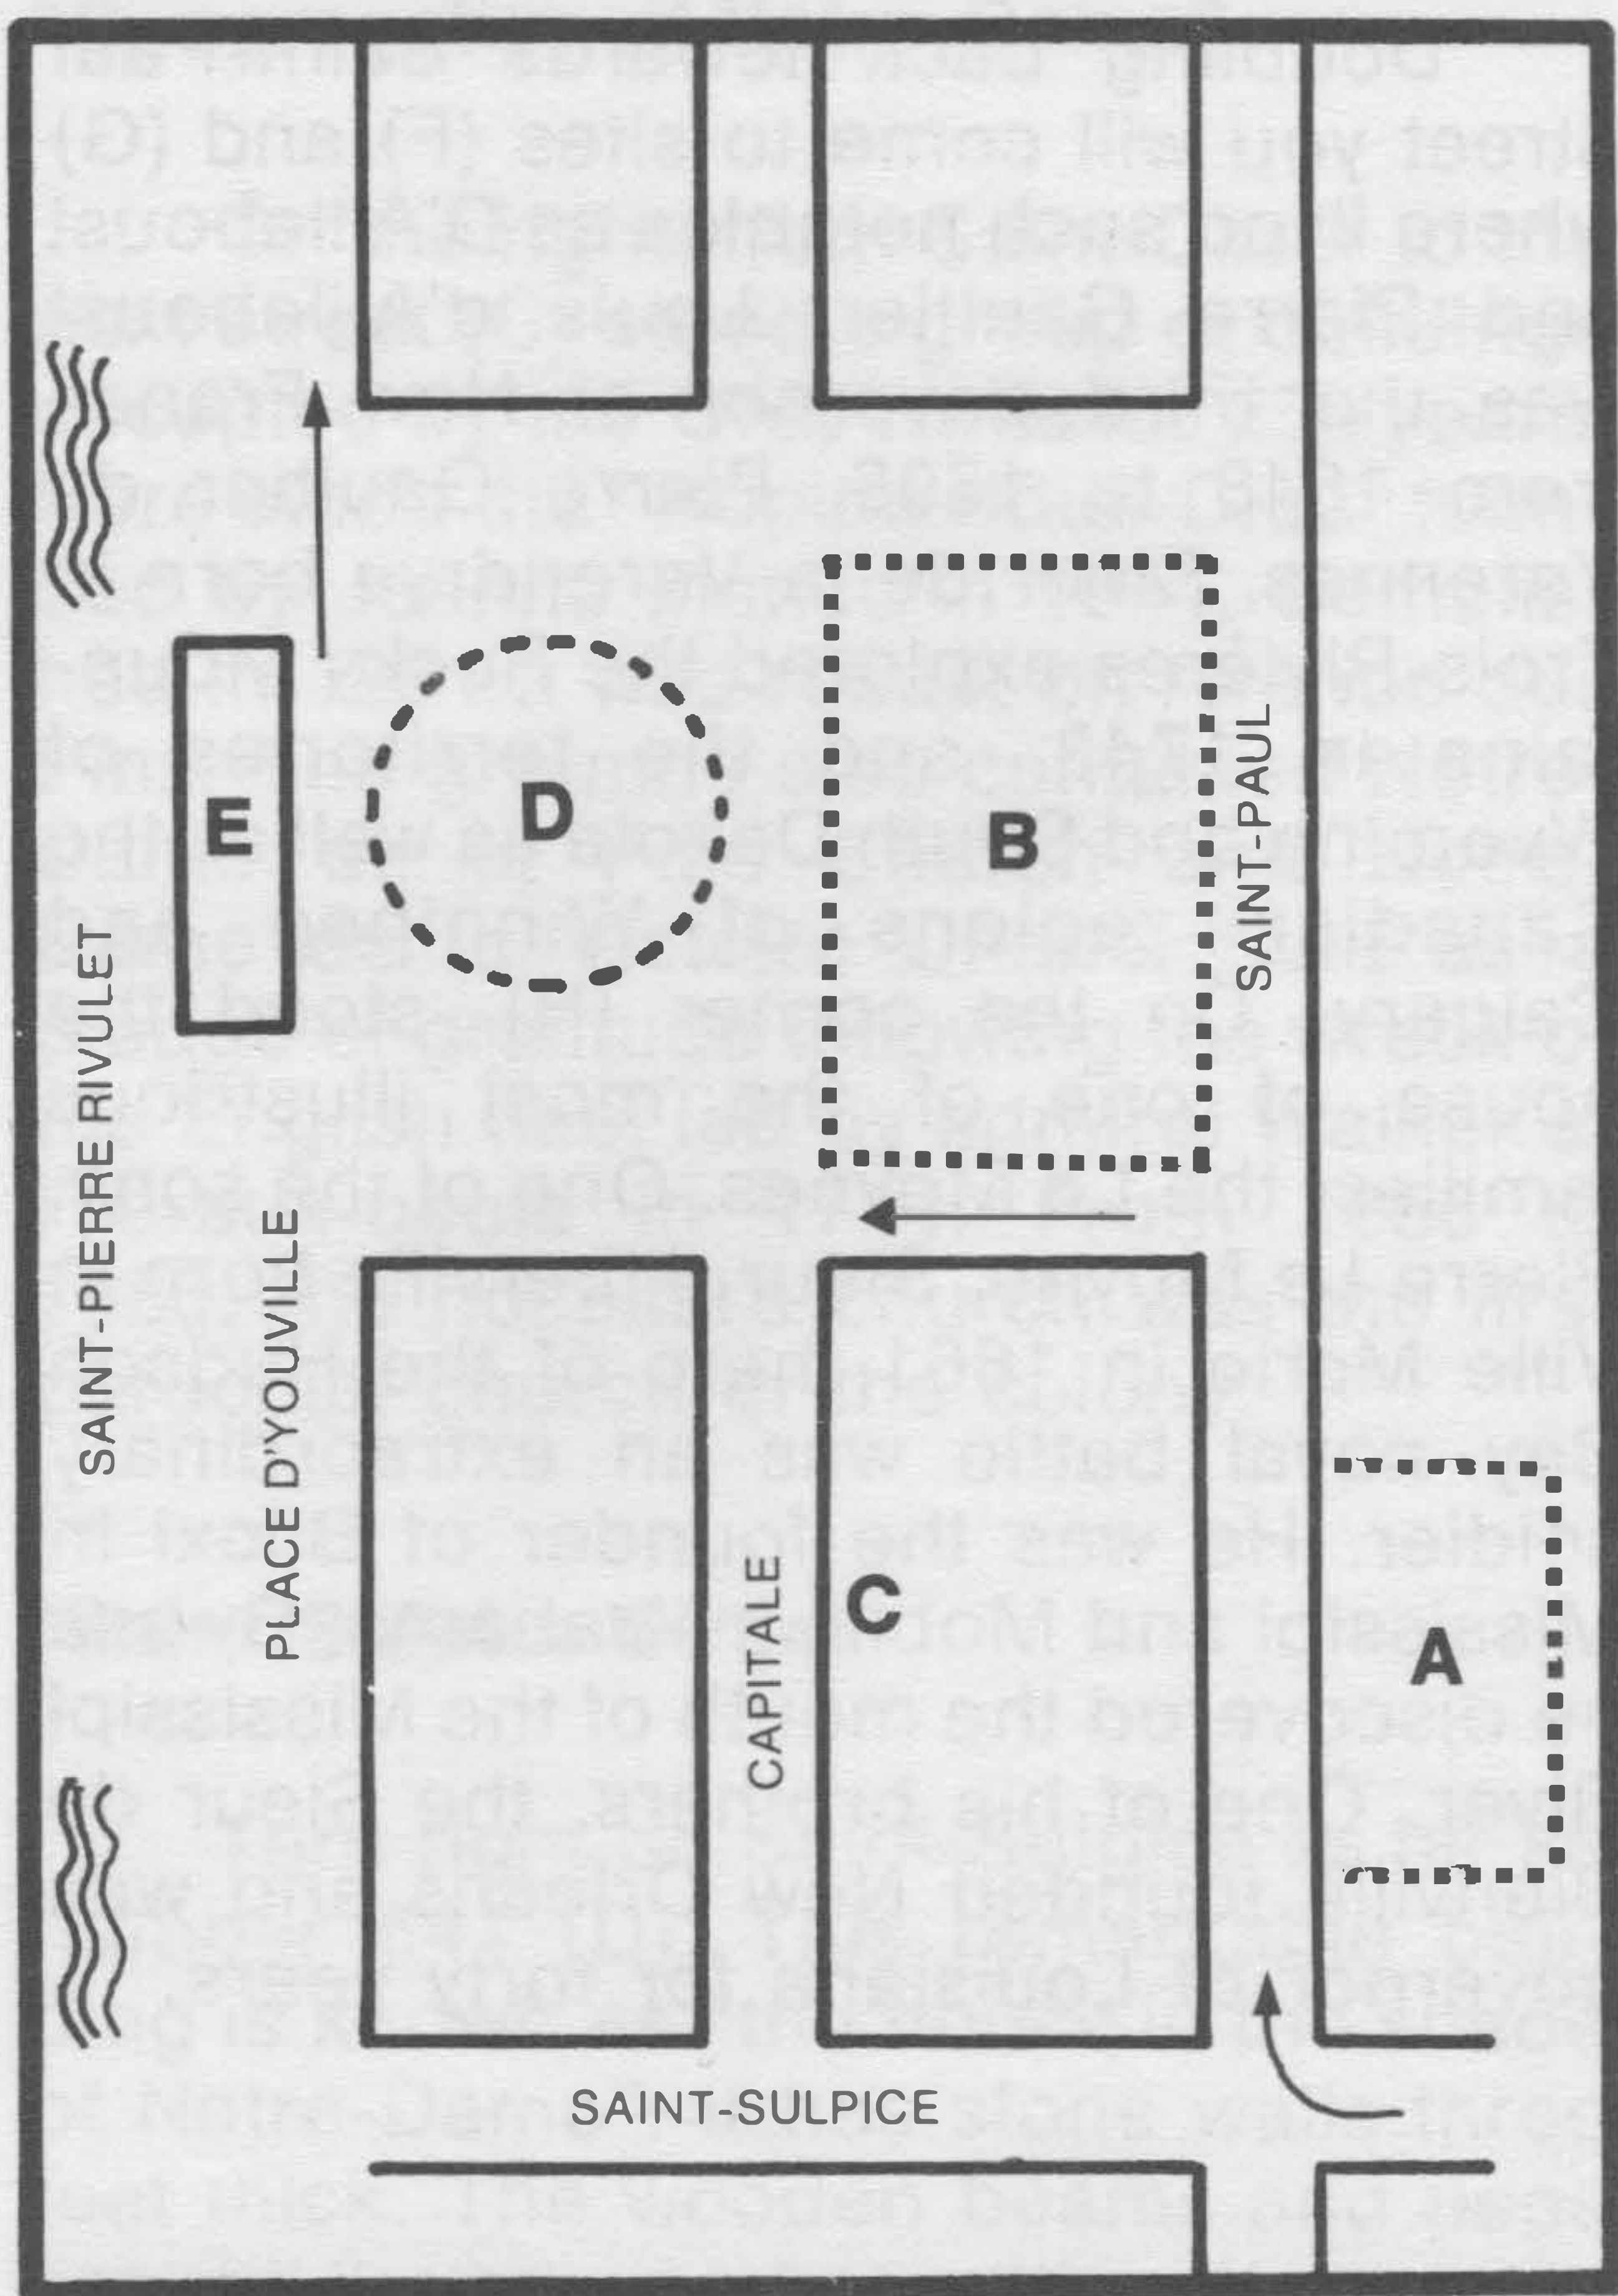 E
D
B
SAINT-PAUL
SAINT-PIERRE RIVULET
PLACE D'YOUVILLE
CAPITALE
C
A
SAINT-SULPICE